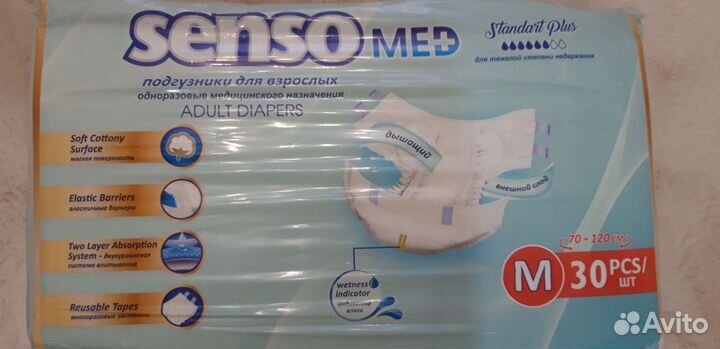 senso MED
Standart Plus
для тяжелой степени недержания
подгузники для взрослых
одноразовые медицинского назначения
ADULT DIAPERS
Soft Cottony
Surface
мягкая поверхность
Elastic Barriers
эластичные барьеры
Two Layer Absorption
System - двухуровневая
система впитывания
Reusable Tapes
многоразовые застежки
дышащий
внешний слой
wetness
indicator
индикатор
влаги
70 - 120 см
M 30 PCS/
ШТ
Avito